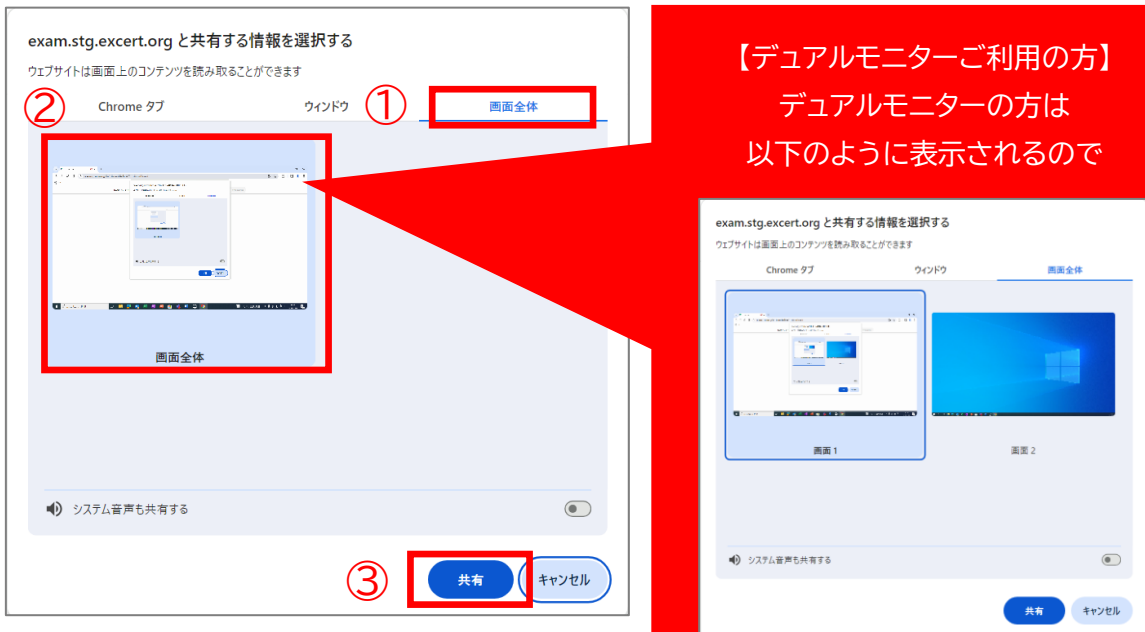 exam.stg.excert.org と共有する情報を選択する
ウェブサイトは画面上のコンテンツを読み取ることができます
② Chrome タブ ウィンドウ ① 画面全体
画面全体
システム音声も共有する
③ 共有 キャンセル
【デュアルモニターご利用の方】
デュアルモニターの方は
以下のように表示されるので
exam.stg.excert.org と共有する情報を選択する
ウェブサイトは画面上のコンテンツを読み取ることができます
Chrome タブ ウィンドウ 画面全体
画面 1 画面 2
システム音声も共有する
共有 キャンセル